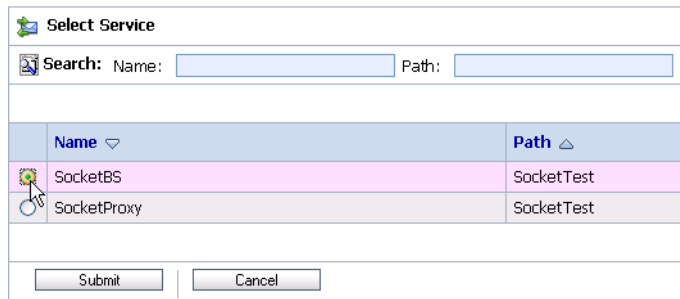 Select Service
Search: Name: Path:
Name Path
SocketBS SocketTest
SocketProxy SocketTest
Submit Cancel